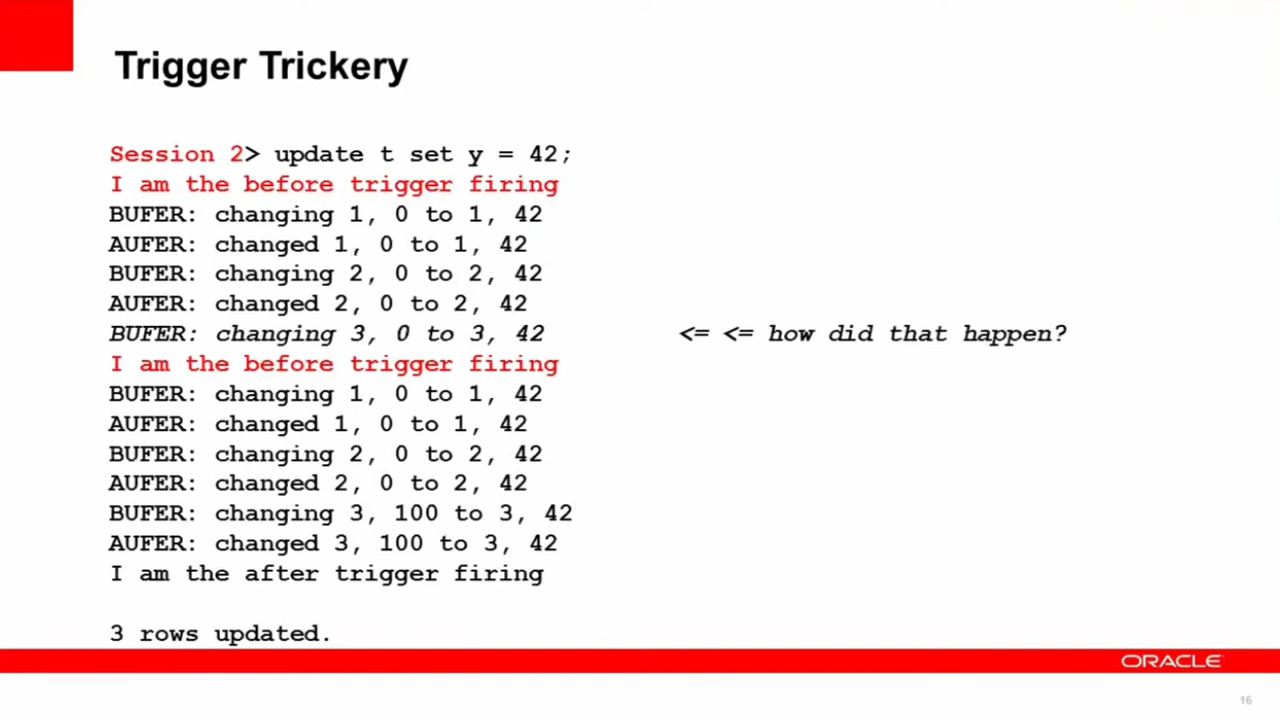 Trigger Trickery
Session 2> update t set y = 42;
I am the before trigger firing
BUFER: changing 1, 0 to 1, 42
AUFER: changed 1, 0 to 1, 42
BUFER: changing 2, 0 to 2, 42
AUFER: changed 2, 0 to 2, 42
BUFER: changing 3, 0 to 3, 42 <= <= how did that happen?
I am the before trigger firing
BUFER: changing 1, 0 to 1, 42
AUFER: changed 1, 0 to 1, 42
BUFER: changing 2, 0 to 2, 42
AUFER: changed 2, 0 to 2, 42
BUFER: changing 3, 100 to 3, 42
AUFER: changed 3, 100 to 3, 42
I am the after trigger firing
3 rows updated.
ORACLE
16